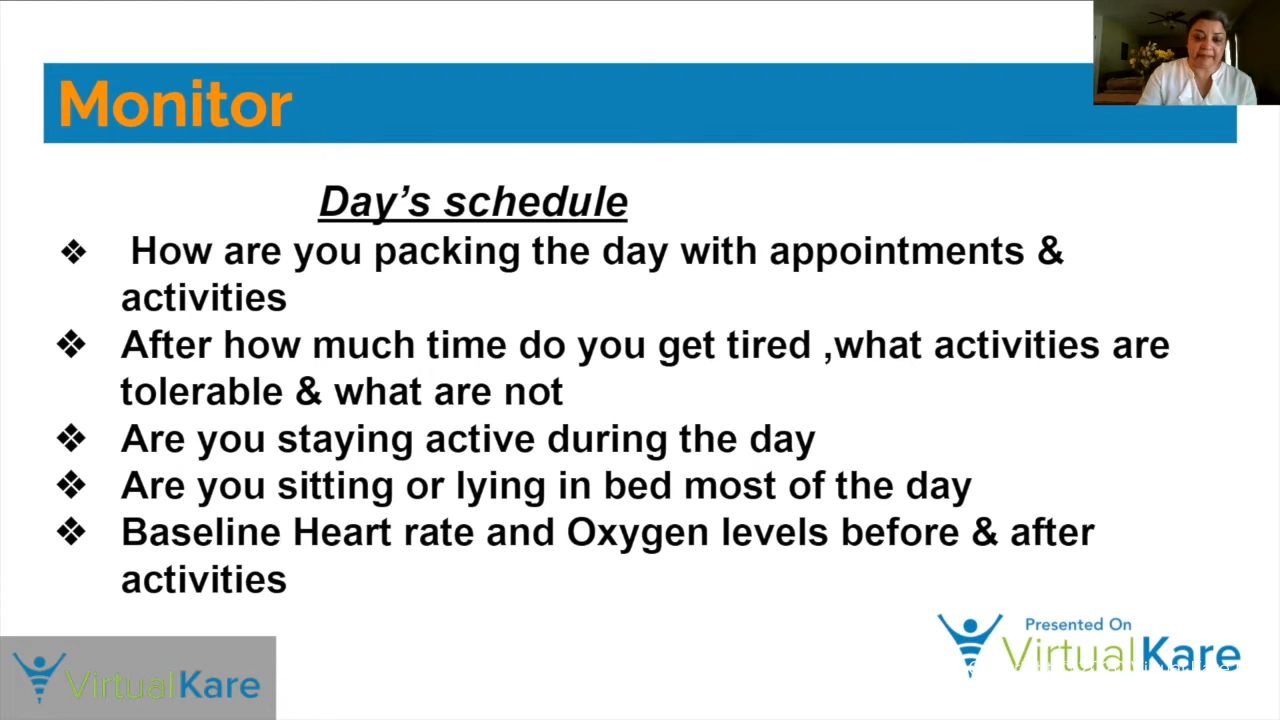 Monitor
Day’s schedule
❖ How are you packing the day with appointments &
activities
❖ After how much time do you get tired ,what activities are
tolerable & what are not
❖ Are you staying active during the day
❖ Are you sitting or lying in bed most of the day
❖ Baseline Heart rate and Oxygen levels before & after
activities
Presented On
VirtualKare
VirtualKare